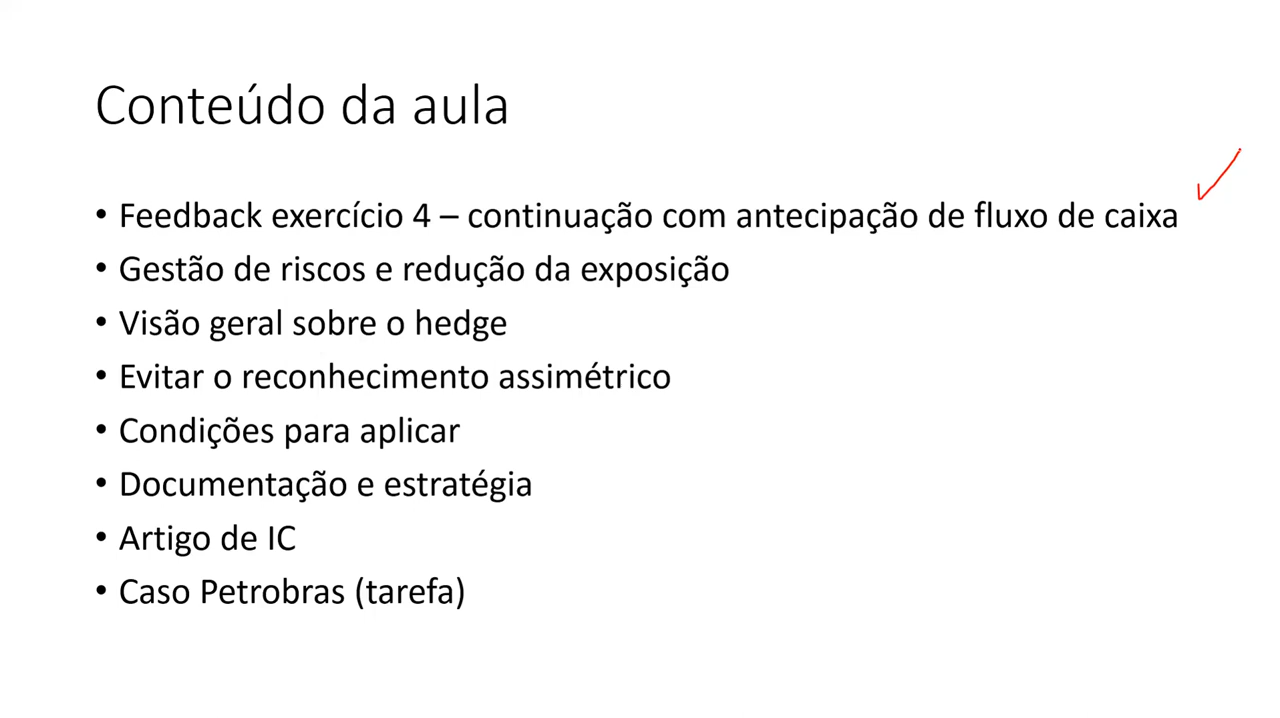 Conteúdo da aula
• Feedback exercício 4 – continuação com antecipação de fluxo de caixa
• Gestão de riscos e redução da exposição
• Visão geral sobre o hedge
• Evitar o reconhecimento assimétrico
• Condições para aplicar
• Documentação e estratégia
• Artigo de IC
• Caso Petrobras (tarefa)